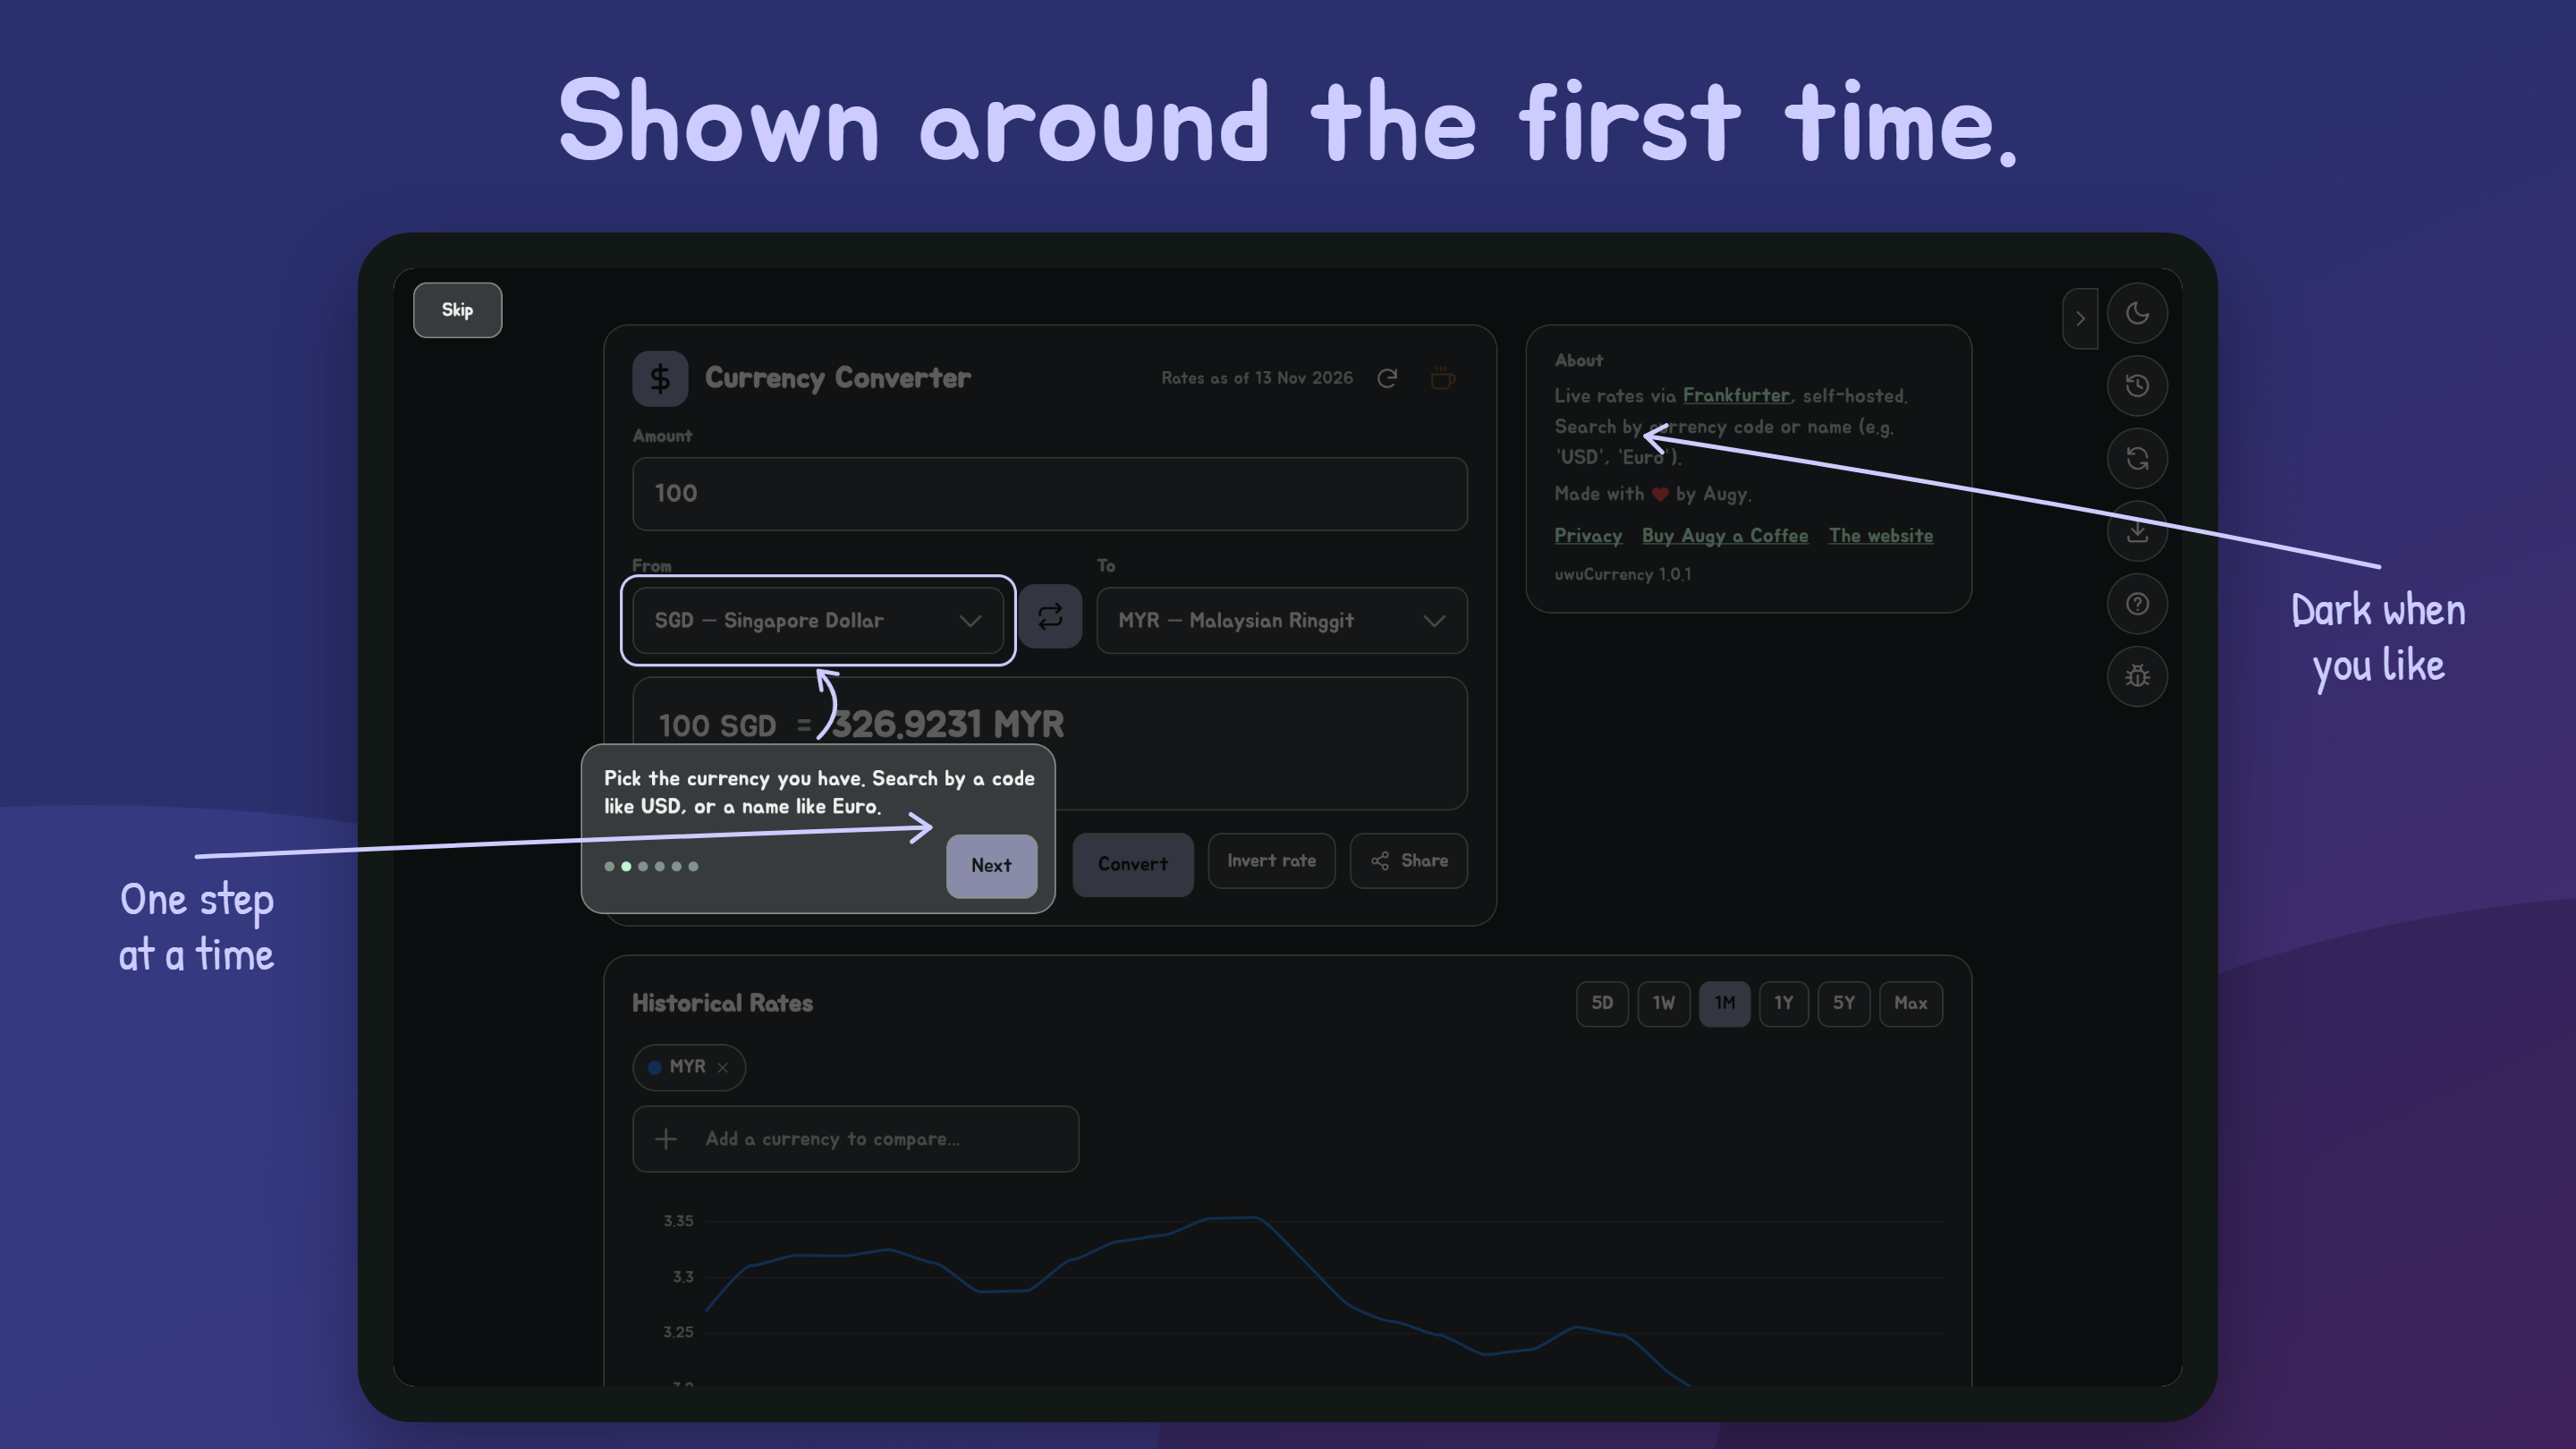 Shown around the first time.
Skip
Currency Converter
Rates as of 13 Nov 2026
Amount
100
From
To
SGD — Singapore Dollar
MYR — Malaysian Ringgit
100 SGD = 326.9231 MYR
Pick the currency you have. Search by a code
like USD, or a name like Euro.
Next
Convert
Invert rate
Share
About
Live rates via Frankfurter, self-hosted.
Search by currency code or name (e.g.
'USD', 'Euro').
Made with ❤ by Augy.
Privacy
Buy Augy a Coffee
The website
uwuCurrency 1.0.1
Dark when
you like
One step
at a time
Historical Rates
5D
1W
1M
1Y
5Y
Max
MYR
Add a currency to compare...
3.35
3.3
3.25